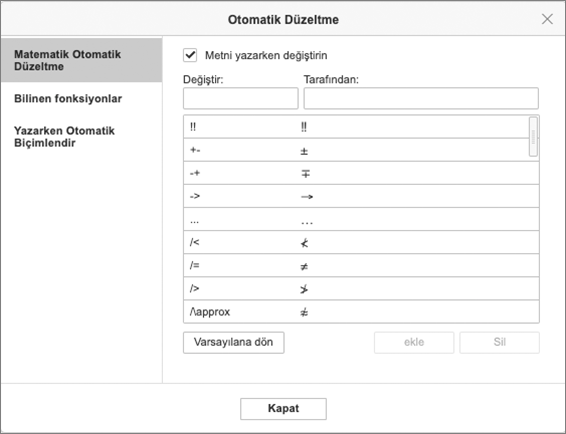 Otomatik Düzeltme
Matematik Otomatik
Düzeltme
Bilinen fonksiyonlar
Yazarken Otomatik
Biçimlendir
Metni yazarken değiştirin
Değiştir: Tarafından:
!! ‼
+- ±
-+ ∓
-> →
... …
/< ≮
/= ≠
/> ≯
/\approx ≉
Varsayılana dön ekle Sil
Kapat